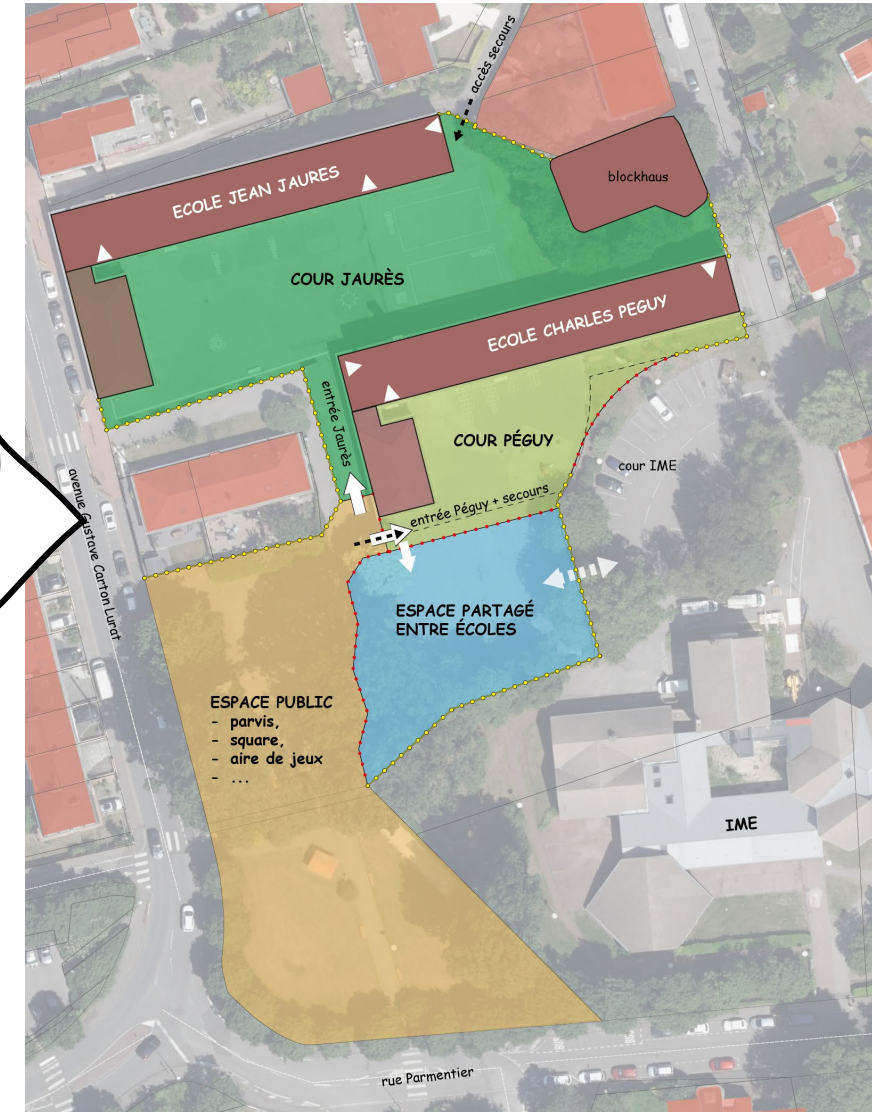 accès secours
ECOLE JEAN JAURES
blockhaus
COUR JAURÈS
ECOLE CHARLES PEGUY
entrée Jaurès
COUR PÉGUY
cour IME
avenue Gustave Carton Lurat
entrée Péguy + secours
ESPACE PARTAGÉ
ENTRE ÉCOLES
ESPACE PUBLIC
- parvis,
- square,
- aire de jeux
- ...
IME
rue Parmentier